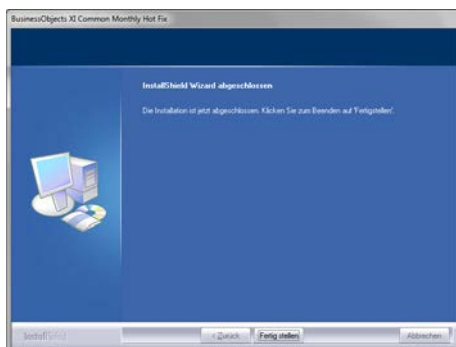 BusinessObjects XI Common Monthly Hot Fix
InstallShield Wizard abgeschlossen
Die Installation ist jetzt abgeschlossen. Klicken Sie zum Beenden auf 'Fertigstellen'.
InstallShield
< Zurück
Fertig stellen
Abbrechen